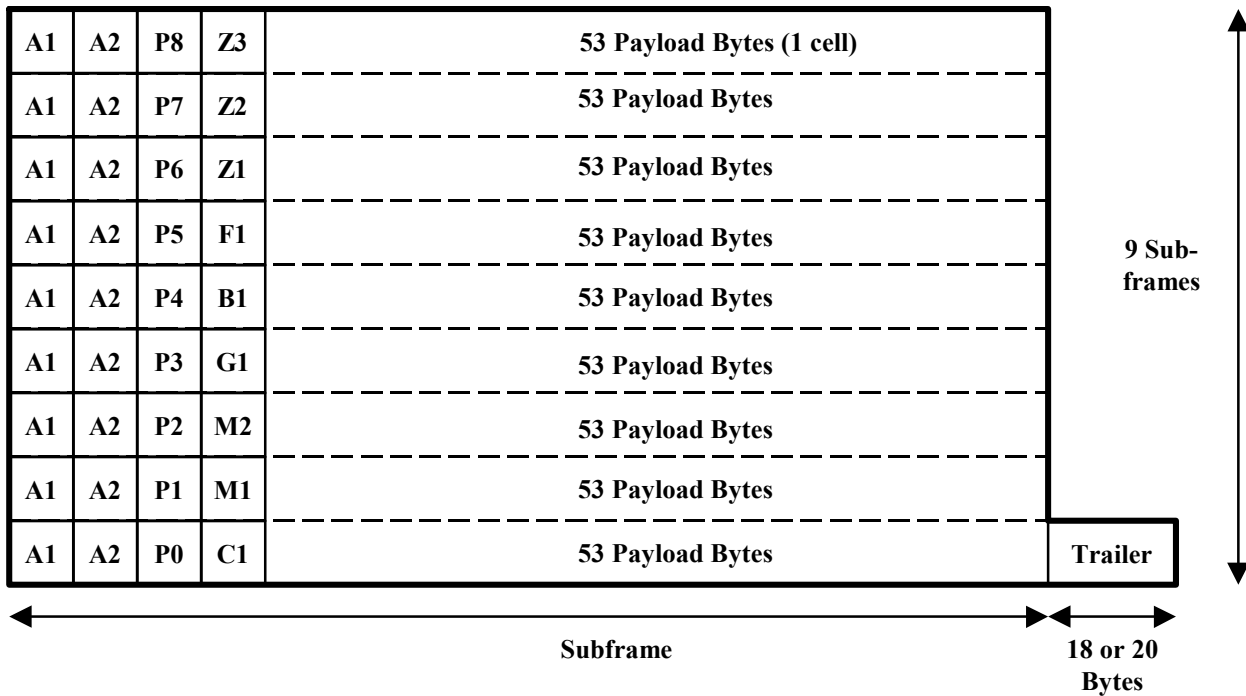 A1 A2 P8 Z3 53 Payload Bytes (1 cell)
A1 A2 P7 Z2 53 Payload Bytes
A1 A2 P6 Z1 53 Payload Bytes
A1 A2 P5 F1 53 Payload Bytes
9 Sub-
frames
A1 A2 P4 B1 53 Payload Bytes
A1 A2 P3 G1 53 Payload Bytes
A1 A2 P2 M2 53 Payload Bytes
A1 A2 P1 M1 53 Payload Bytes
A1 A2 P0 C1 53 Payload Bytes Trailer
Subframe
18 or 20
Bytes